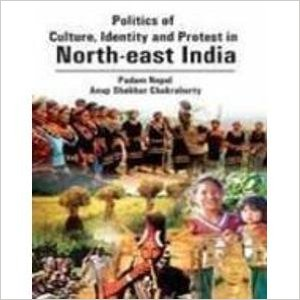 Politics of
Culture, Identity and Protest in
North-east India
Padam Nepal
Anup Shekhar Chakraborty